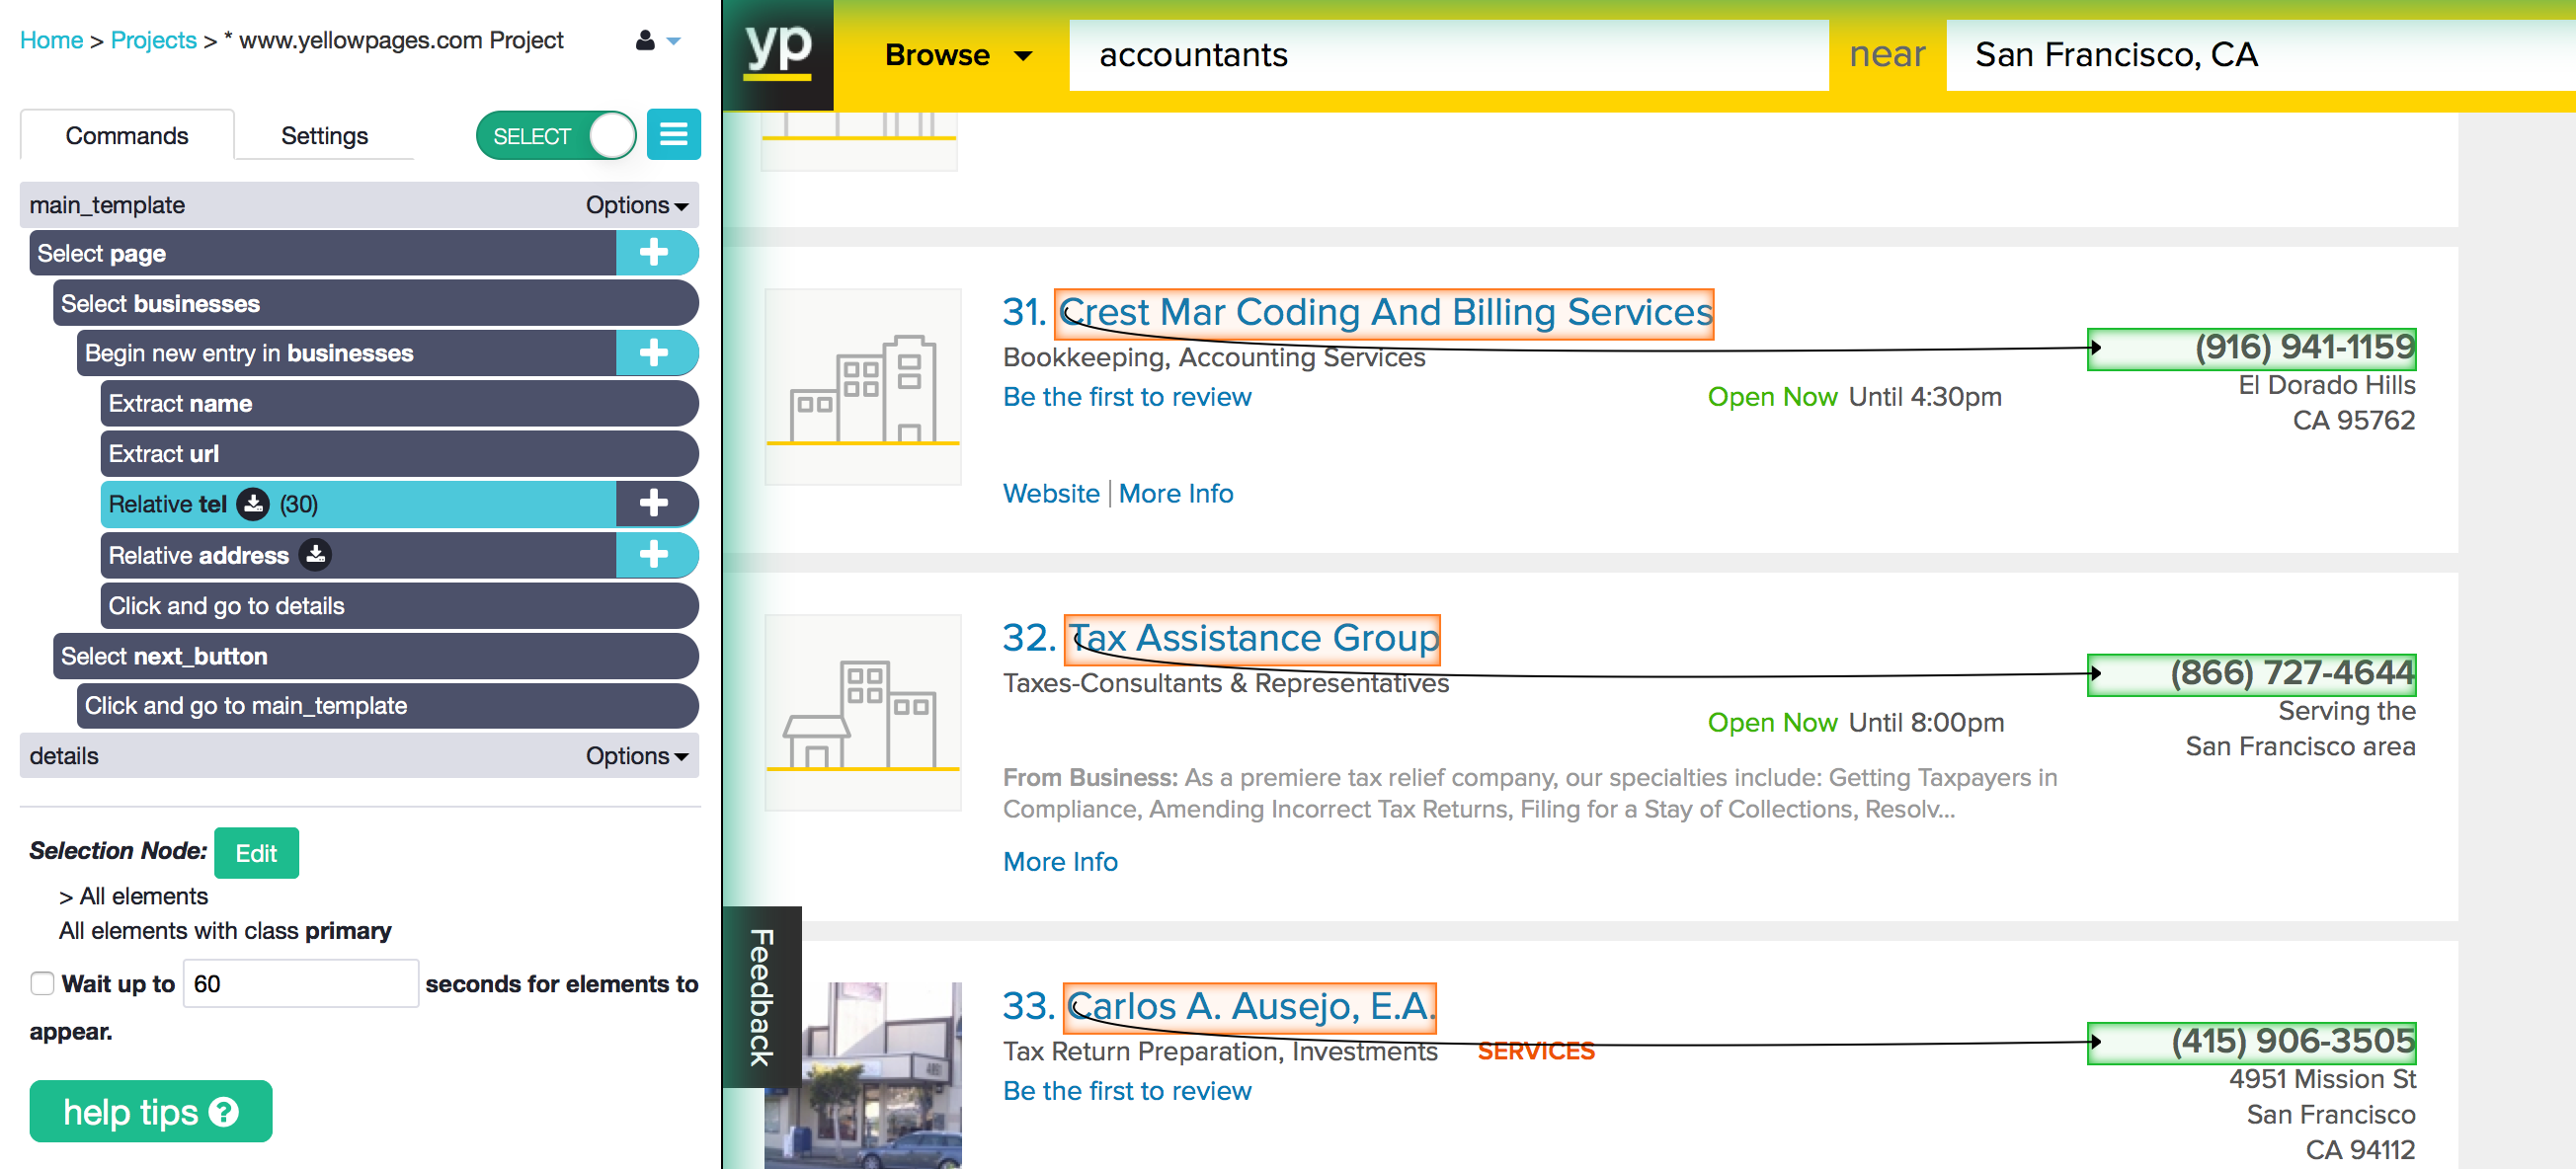 Home > Projects > * www.yellowpages.com Project
Commands
Settings
SELECT
main_template
Options
Select page
Select businesses
Begin new entry in businesses
Extract name
Extract url
Relative tel (30)
Relative address
Click and go to details
Select next_button
Click and go to main_template
details
Options
Selection Node: Edit
> All elements
All elements with class primary
Wait up to 60 seconds for elements to
appear.
help tips ?
yp
Browse
accountants
near
San Francisco, CA
31. Crest Mar Coding And Billing Services
Bookkeeping, Accounting Services
Be the first to review
Open Now Until 4:30pm
(916) 941-1159
El Dorado Hills
CA 95762
Website | More Info
32. Tax Assistance Group
Taxes-Consultants & Representatives
Open Now Until 8:00pm
(866) 727-4644
Serving the
San Francisco area
From Business: As a premiere tax relief company, our specialties include: Getting Taxpayers in
Compliance, Amending Incorrect Tax Returns, Filing for a Stay of Collections, Resolv...
More Info
Feedback
33. Carlos A. Ausejo, E.A.
Tax Return Preparation, Investments
SERVICES
Be the first to review
(415) 906-3505
4951 Mission St
San Francisco
CA 94112